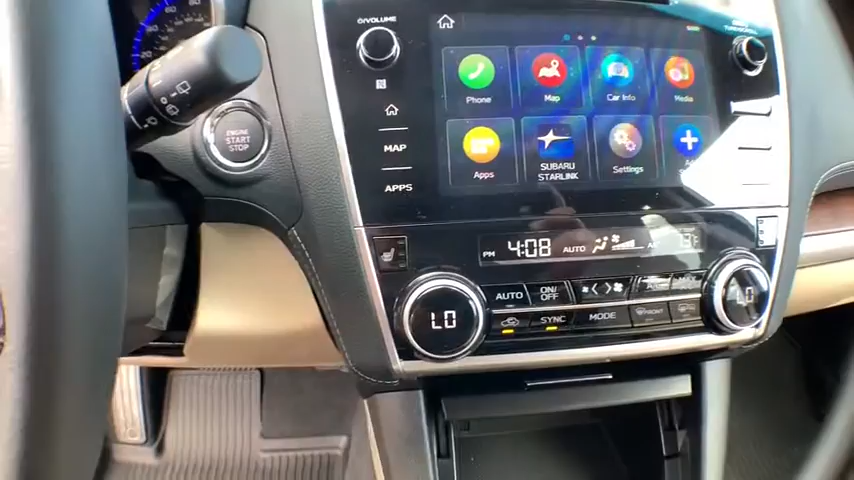 VOLUME
Phone
Map
Car Info
Media
MAP
APPS
Apps
SUBARU
STARLINK
Settings
ENGINE
START
STOP
PM 4:08
AUTO
A/C
°F
LO
AUTO
ON/
OFF
LO
SYNC
MODE
FRONT
REAR